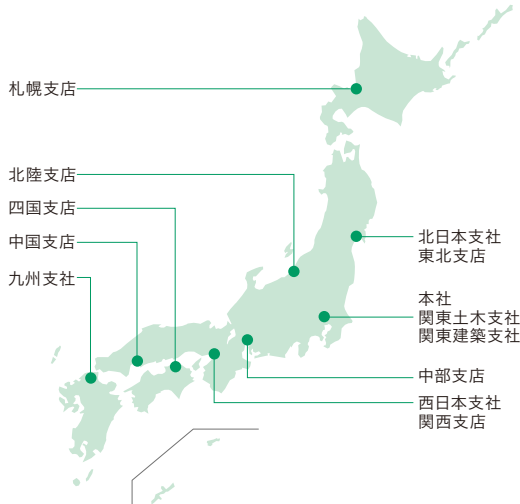 札幌支店
北陸支店
四国支店
中国支店
九州支社
北日本支社
東北支店
本社
関東土木支社
関東建築支社
中部支店
西日本支社
関西支店